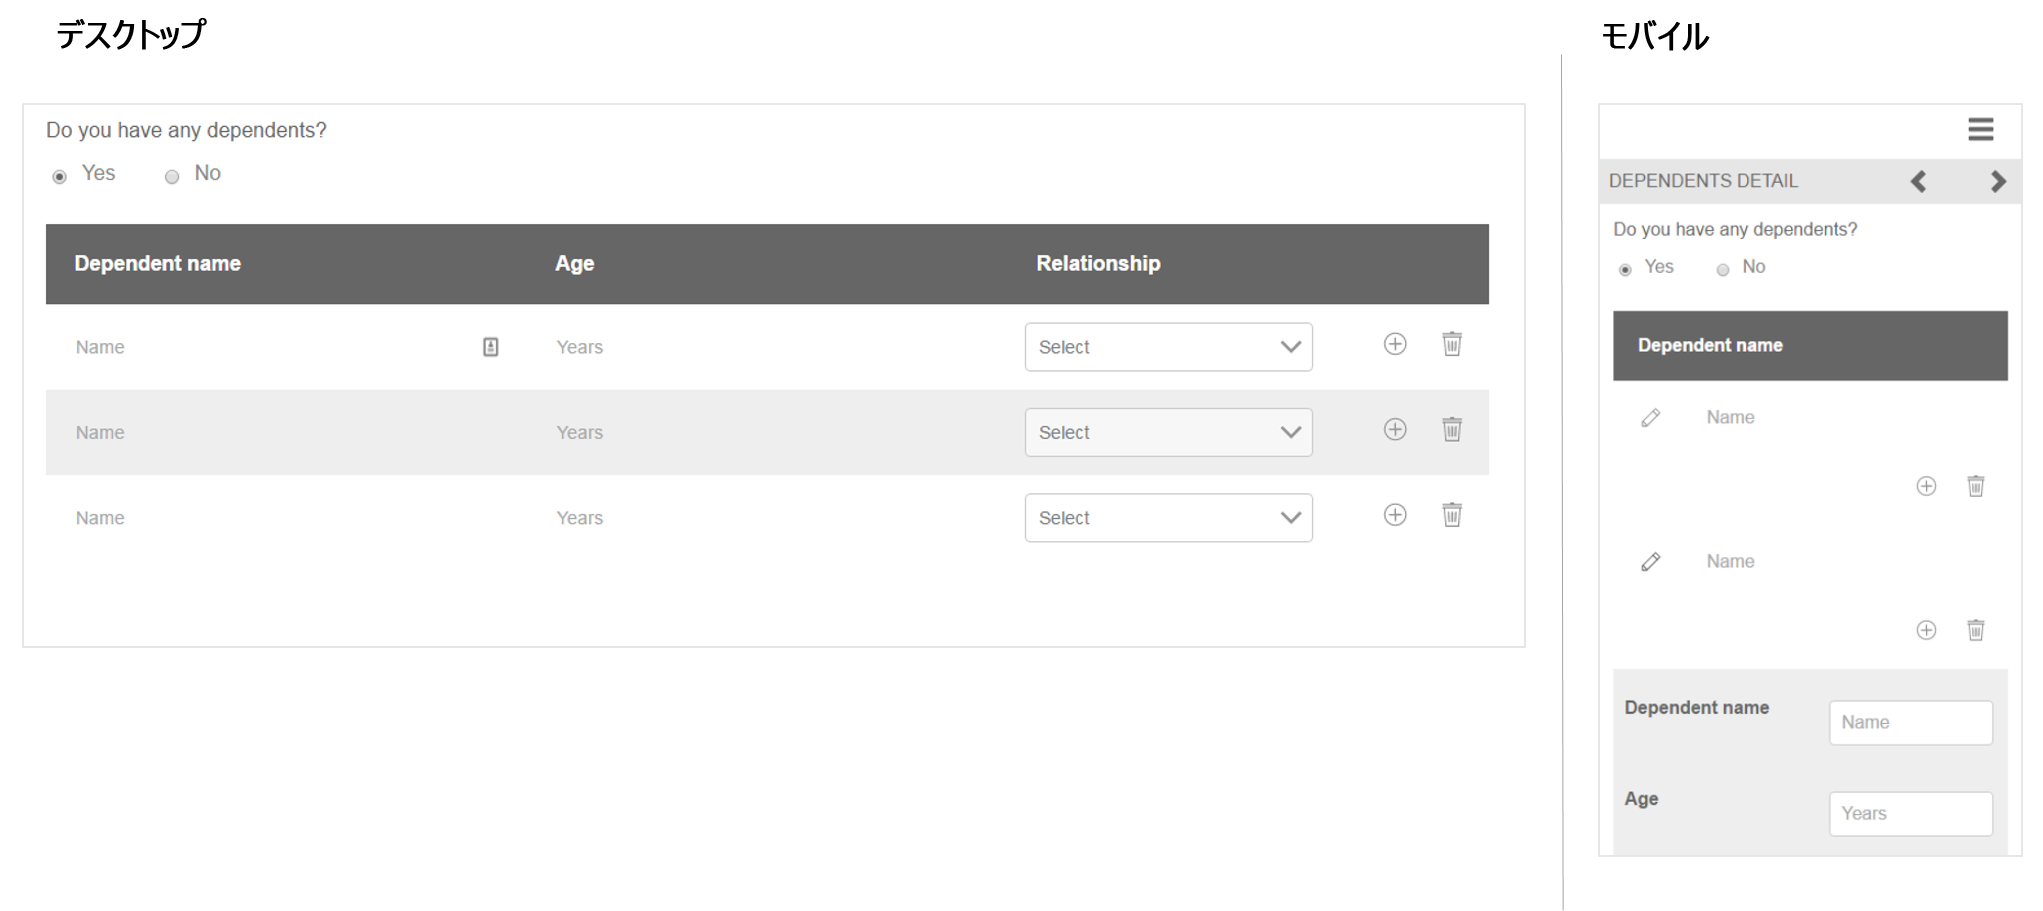 デスクトップ
Do you have any dependents?
Yes No
Dependent name Age Relationship
Name Years Select
Name Years Select
Name Years Select
モバイル
DEPENDENTS DETAIL
Do you have any dependents?
Yes No
Dependent name
Name
Name
Dependent name Name
Age Years